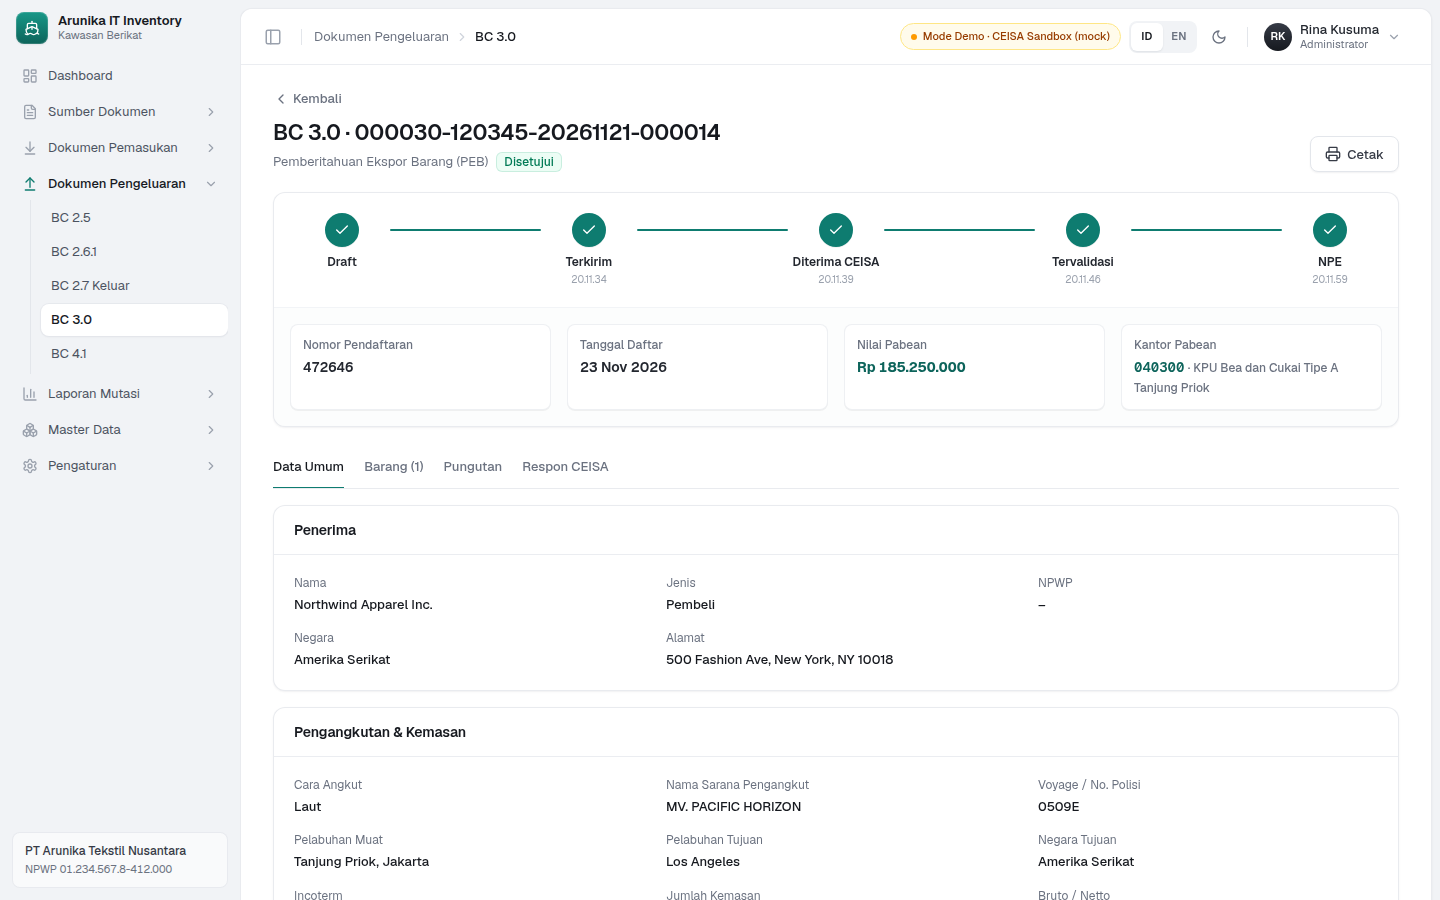 Arunika IT Inventory
Kawasan Berikat
Dashboard
Sumber Dokumen
Dokumen Pemasukan
Dokumen Pengeluaran
BC 2.5
BC 2.6.1
BC 2.7 Keluar
BC 3.0
BC 4.1
Laporan Mutasi
Master Data
Pengaturan
PT Arunika Tekstil Nusantara
NPWP 01.234.567.8-412.000
Dokumen Pengeluaran
BC 3.0
Mode Demo · CEISA Sandbox (mock)
ID
EN
RK
Rina Kusuma
Administrator
Kembali
BC 3.0 · 000030-120345-20261121-000014
Pemberitahuan Ekspor Barang (PEB)
Disetujui
Cetak
Draft
Terkirim
20.11.34
Diterima CEISA
20.11.39
Tervalidasi
20.11.46
NPE
20.11.59
Nomor Pendaftaran
472646
Tanggal Daftar
23 Nov 2026
Nilai Pabean
Rp 185.250.000
Kantor Pabean
040300 · KPU Bea dan Cukai Tipe A
Tanjung Priok
Data Umum
Barang (1)
Pungutan
Respon CEISA
Penerima
Nama
Northwind Apparel Inc.
Jenis
Pembeli
NPWP
–
Negara
Amerika Serikat
Alamat
500 Fashion Ave, New York, NY 10018
Pengangkutan & Kemasan
Cara Angkut
Laut
Nama Sarana Pengangkut
MV. PACIFIC HORIZON
Voyage / No. Polisi
0509E
Pelabuhan Muat
Tanjung Priok, Jakarta
Pelabuhan Tujuan
Los Angeles
Negara Tujuan
Amerika Serikat
Incoterm
Jumlah Kemasan
Bruto / Netto